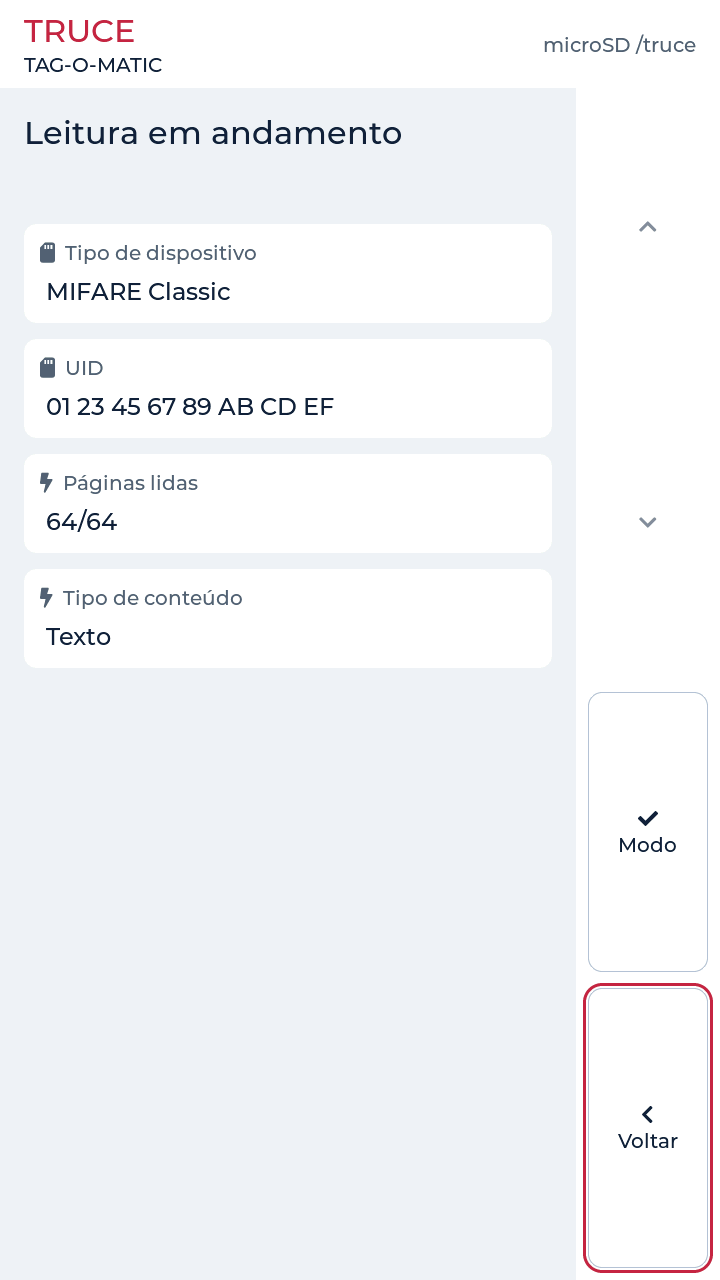 TRUCE
TAG-O-MATIC
microSD /truce
Leitura em andamento
Tipo de dispositivo
MIFARE Classic
UID
01 23 45 67 89 AB CD EF
Páginas lidas
64/64
Tipo de conteúdo
Texto
Modo
Voltar